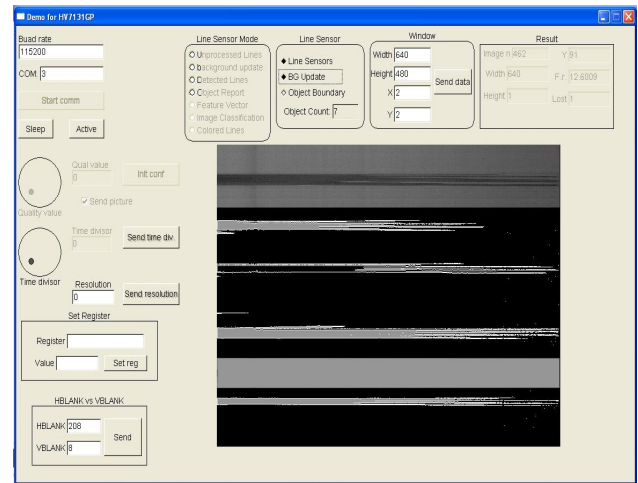 Demo for HV7131GP
Buad rate
115200
COM: 3
Start comm
Sleep
Active
Qual value
0
Init conf
Send picture
Quality value
Time divisor
0
Send time div.
Time divisor
Resolution
0
Send resolution
Set Register
Register
Value
Set reg
HBLANK vs VBLANK
HBLANK 208
VBLANK 8
Send
Line Sensor Mode
Unprocessed Lines
background update
Detected Lines
Object Report
Feature Vector
Image Classification
Colored Lines
Line Sensor
Line Sensors
BG Update
Object Boundary
Object Count: 7
Window
Width 640
Height 480
X 2
Y 2
Send data
Result
Image n 462
Y 91
Width 640
F.r. 12.6009
Height 1
Lost 1